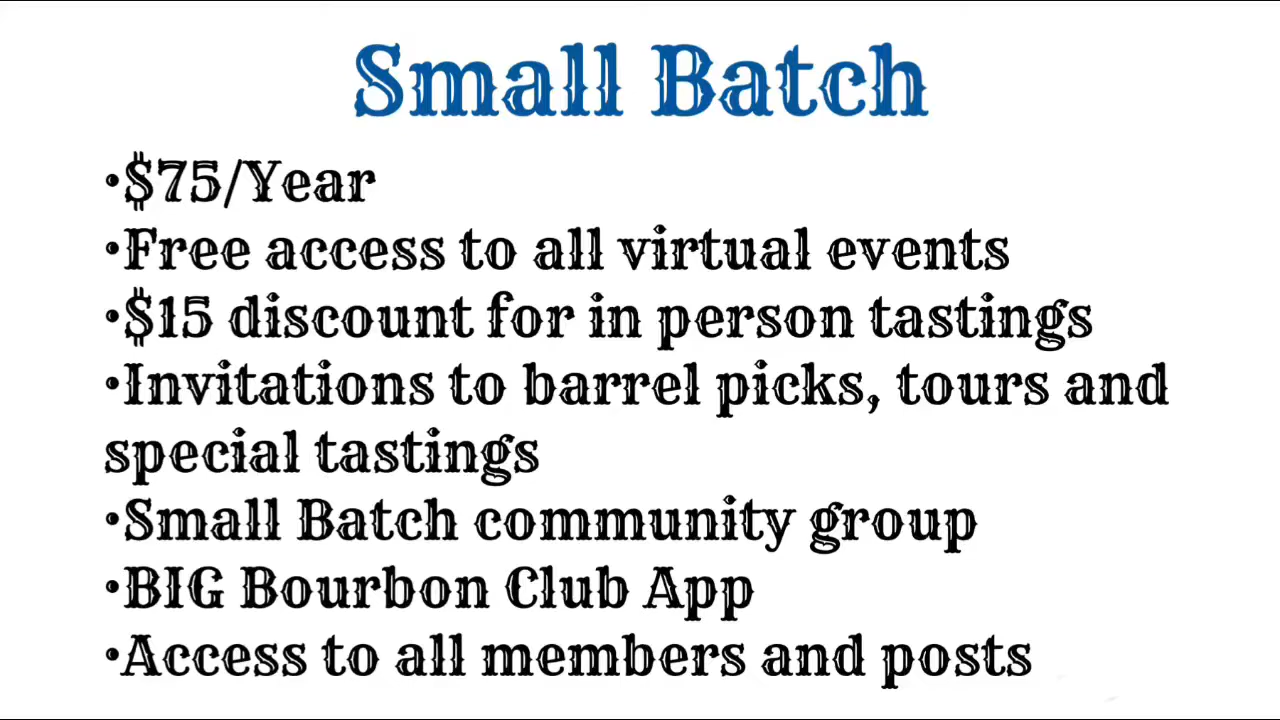 Small Batch
•$75/Year
•Free access to all virtual events
•$15 discount for in person tastings
•Invitations to barrel picks, tours and
special tastings
•Small Batch community group
•BIG Bourbon Club App
•Access to all members and posts